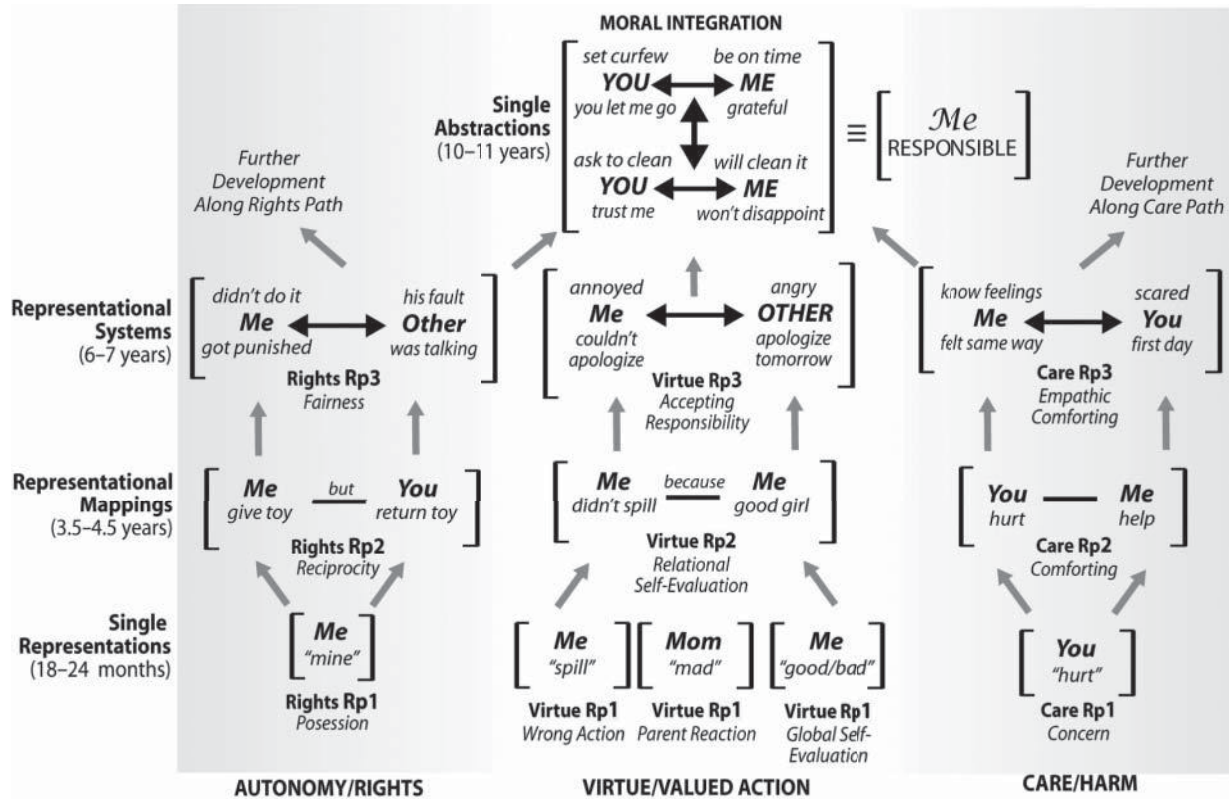 MORAL INTEGRATION
Single
Abstractions
(10–11 years)
set curfew
YOU
you let me go
be on time
ME
grateful
ask to clean
YOU
trust me
will clean it
ME
won't disappoint
≡
Me
RESPONSIBLE
Further
Development
Along Rights Path
Further
Development
Along Care Path
Representational
Systems
(6–7 years)
didn't do it
Me
got punished
his fault
Other
was talking
Rights Rp3
Fairness
annoyed
Me
couldn't
apologize
angry
OTHER
apologize
tomorrow
Virtue Rp3
Accepting
Responsibility
know feelings
Me
felt same way
scared
You
first day
Care Rp3
Empathic
Comforting
Representational
Mappings
(3.5–4.5 years)
Me
give toy
but
You
return toy
Rights Rp2
Reciprocity
Me
didn't spill
because
Me
good girl
Virtue Rp2
Relational
Self-Evaluation
You
hurt
Me
help
Care Rp2
Comforting
Single
Representations
(18–24 months)
Me
"mine"
Rights Rp1
Posession
Me
"spill"
Virtue Rp1
Wrong Action
Mom
"mad"
Virtue Rp1
Parent Reaction
Me
"good/bad"
Virtue Rp1
Global Self-
Evaluation
You
"hurt"
Care Rp1
Concern
AUTONOMY/RIGHTS
VIRTUE/VALUED ACTION
CARE/HARM